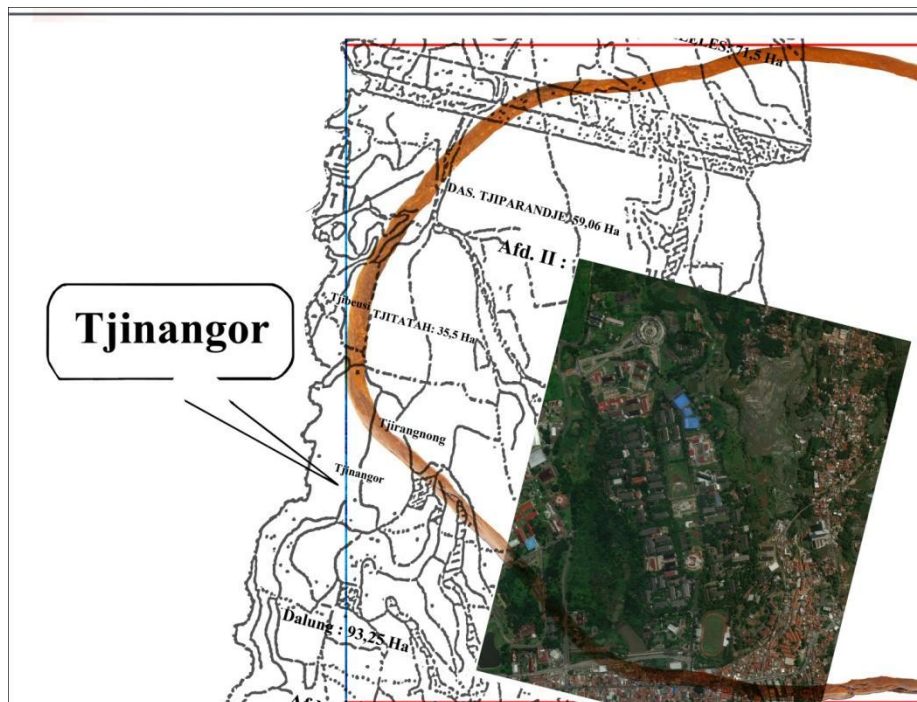 71,5 Ha
DAS. TJIPARANDJE: 59,06 Ha
Afd. II :
Tjibeusi
TJITATAH: 35,5 Ha
Tjinangor
Tjirangnong
Tjinangor
Dalung : 93,25 Ha